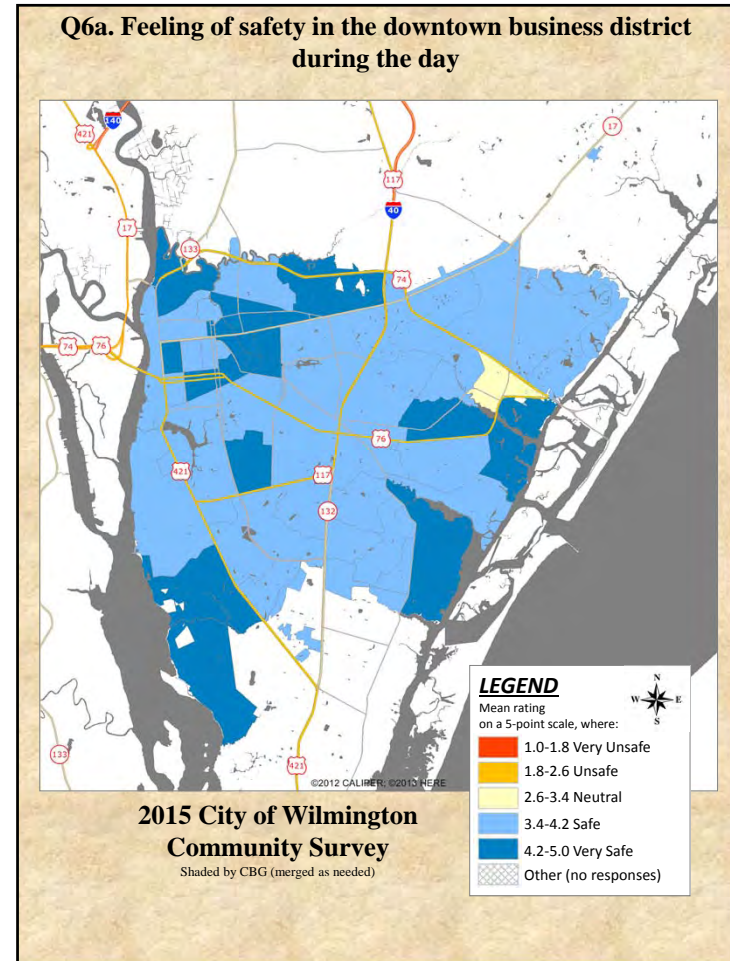 Q6a. Feeling of safety in the downtown business district
during the day
140
421
17
117
40
17
133
74
74
76
76
421
117
132
133
421
©2012 CALIPER; ©2013 HERE
LEGEND
Mean rating
on a 5-point scale, where:
N
W E
S
1.0-1.8 Very Unsafe
1.8-2.6 Unsafe
2.6-3.4 Neutral
3.4-4.2 Safe
4.2-5.0 Very Safe
Other (no responses)
2015 City of Wilmington
Community Survey
Shaded by CBG (merged as needed)